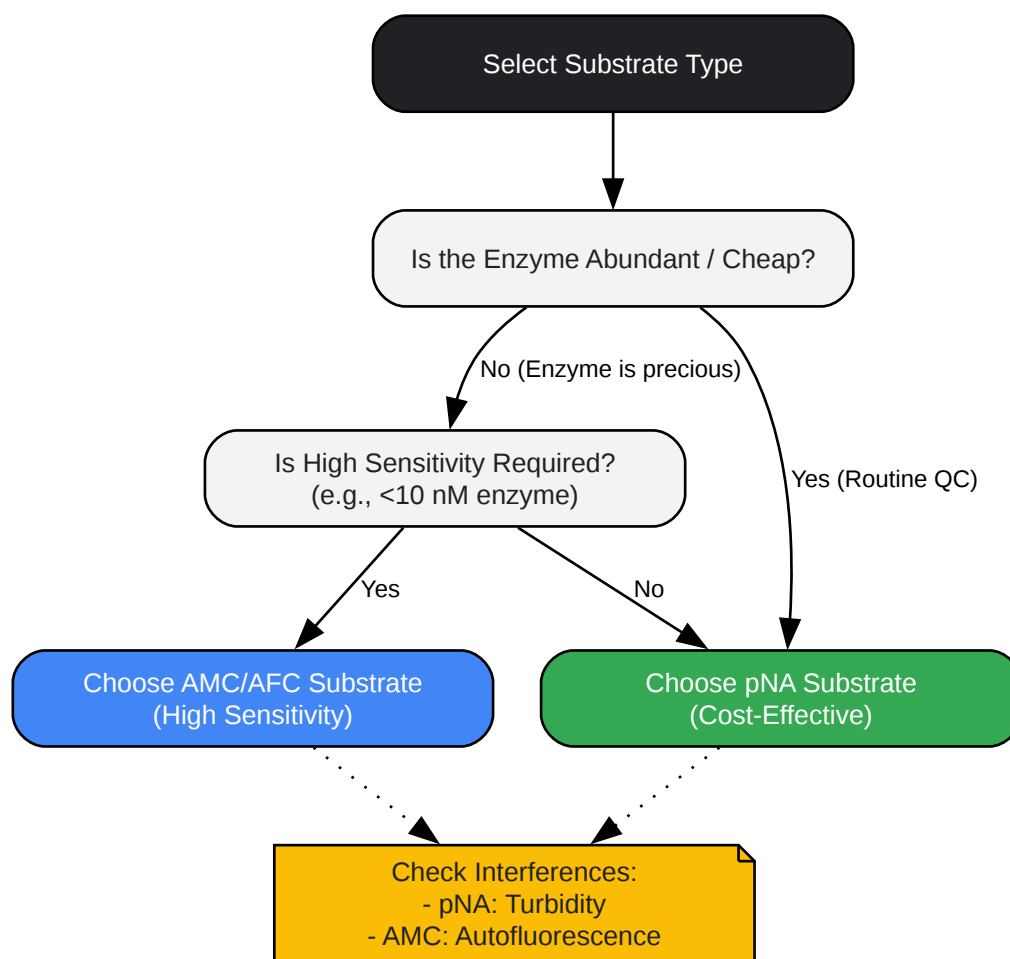 Select Substrate Type
Is the Enzyme Abundant / Cheap?
No (Enzyme is precious)
Is High Sensitivity Required?
(e.g., <10 nM enzyme)
Yes (Routine QC)
Yes
No
Choose AMC/AFC Substrate
(High Sensitivity)
Choose pNA Substrate
(Cost-Effective)
Check Interferences:
- pNA: Turbidity
- AMC: Autofluorescence